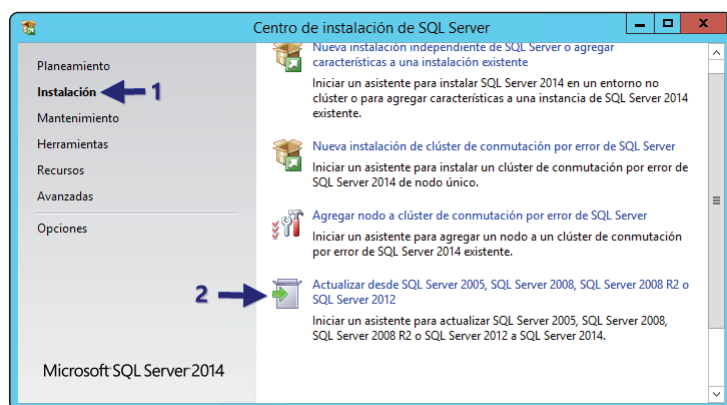 Centro de instalación de SQL Server
Planeamiento
Instalación
1
Mantenimiento
Herramientas
Recursos
Avanzadas
Opciones
Microsoft SQL Server 2014
Nueva instalación independiente de SQL Server o agregar
características a una instalación existente
Iniciar un asistente para instalar SQL Server 2014 en un entorno no
clúster o para agregar características a una instancia de SQL Server 2014
existente.
Nueva instalación de clúster de conmutación por error de SQL Server
Iniciar un asistente para instalar un clúster de conmutación por error de
SQL Server 2014 de nodo único.
Agregar nodo a clúster de conmutación por error de SQL Server
Iniciar un asistente para agregar un nodo a un clúster de conmutación
por error de SQL Server 2014 existente.
2
Actualizar desde SQL Server 2005, SQL Server 2008, SQL Server 2008 R2 o
SQL Server 2012
Iniciar un asistente para actualizar SQL Server 2005, SQL Server 2008,
SQL Server 2008 R2 o SQL Server 2012 a SQL Server 2014.